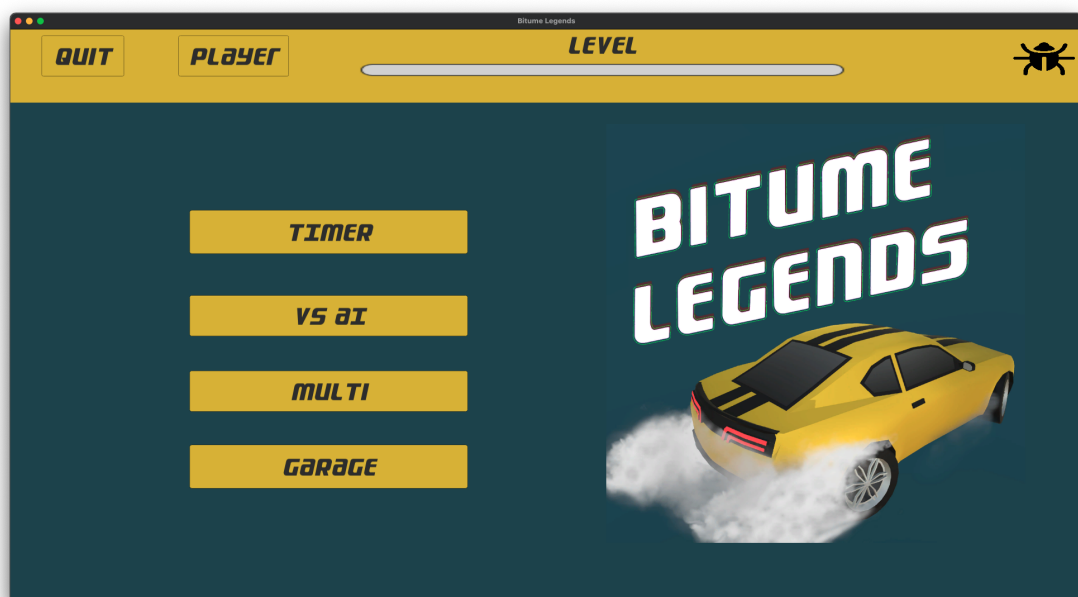 Bitume Legends
QUIT
PLAYER
LEVEL
TIMER
VS AI
MULTI
GARAGE
BITUME
LEGENDS